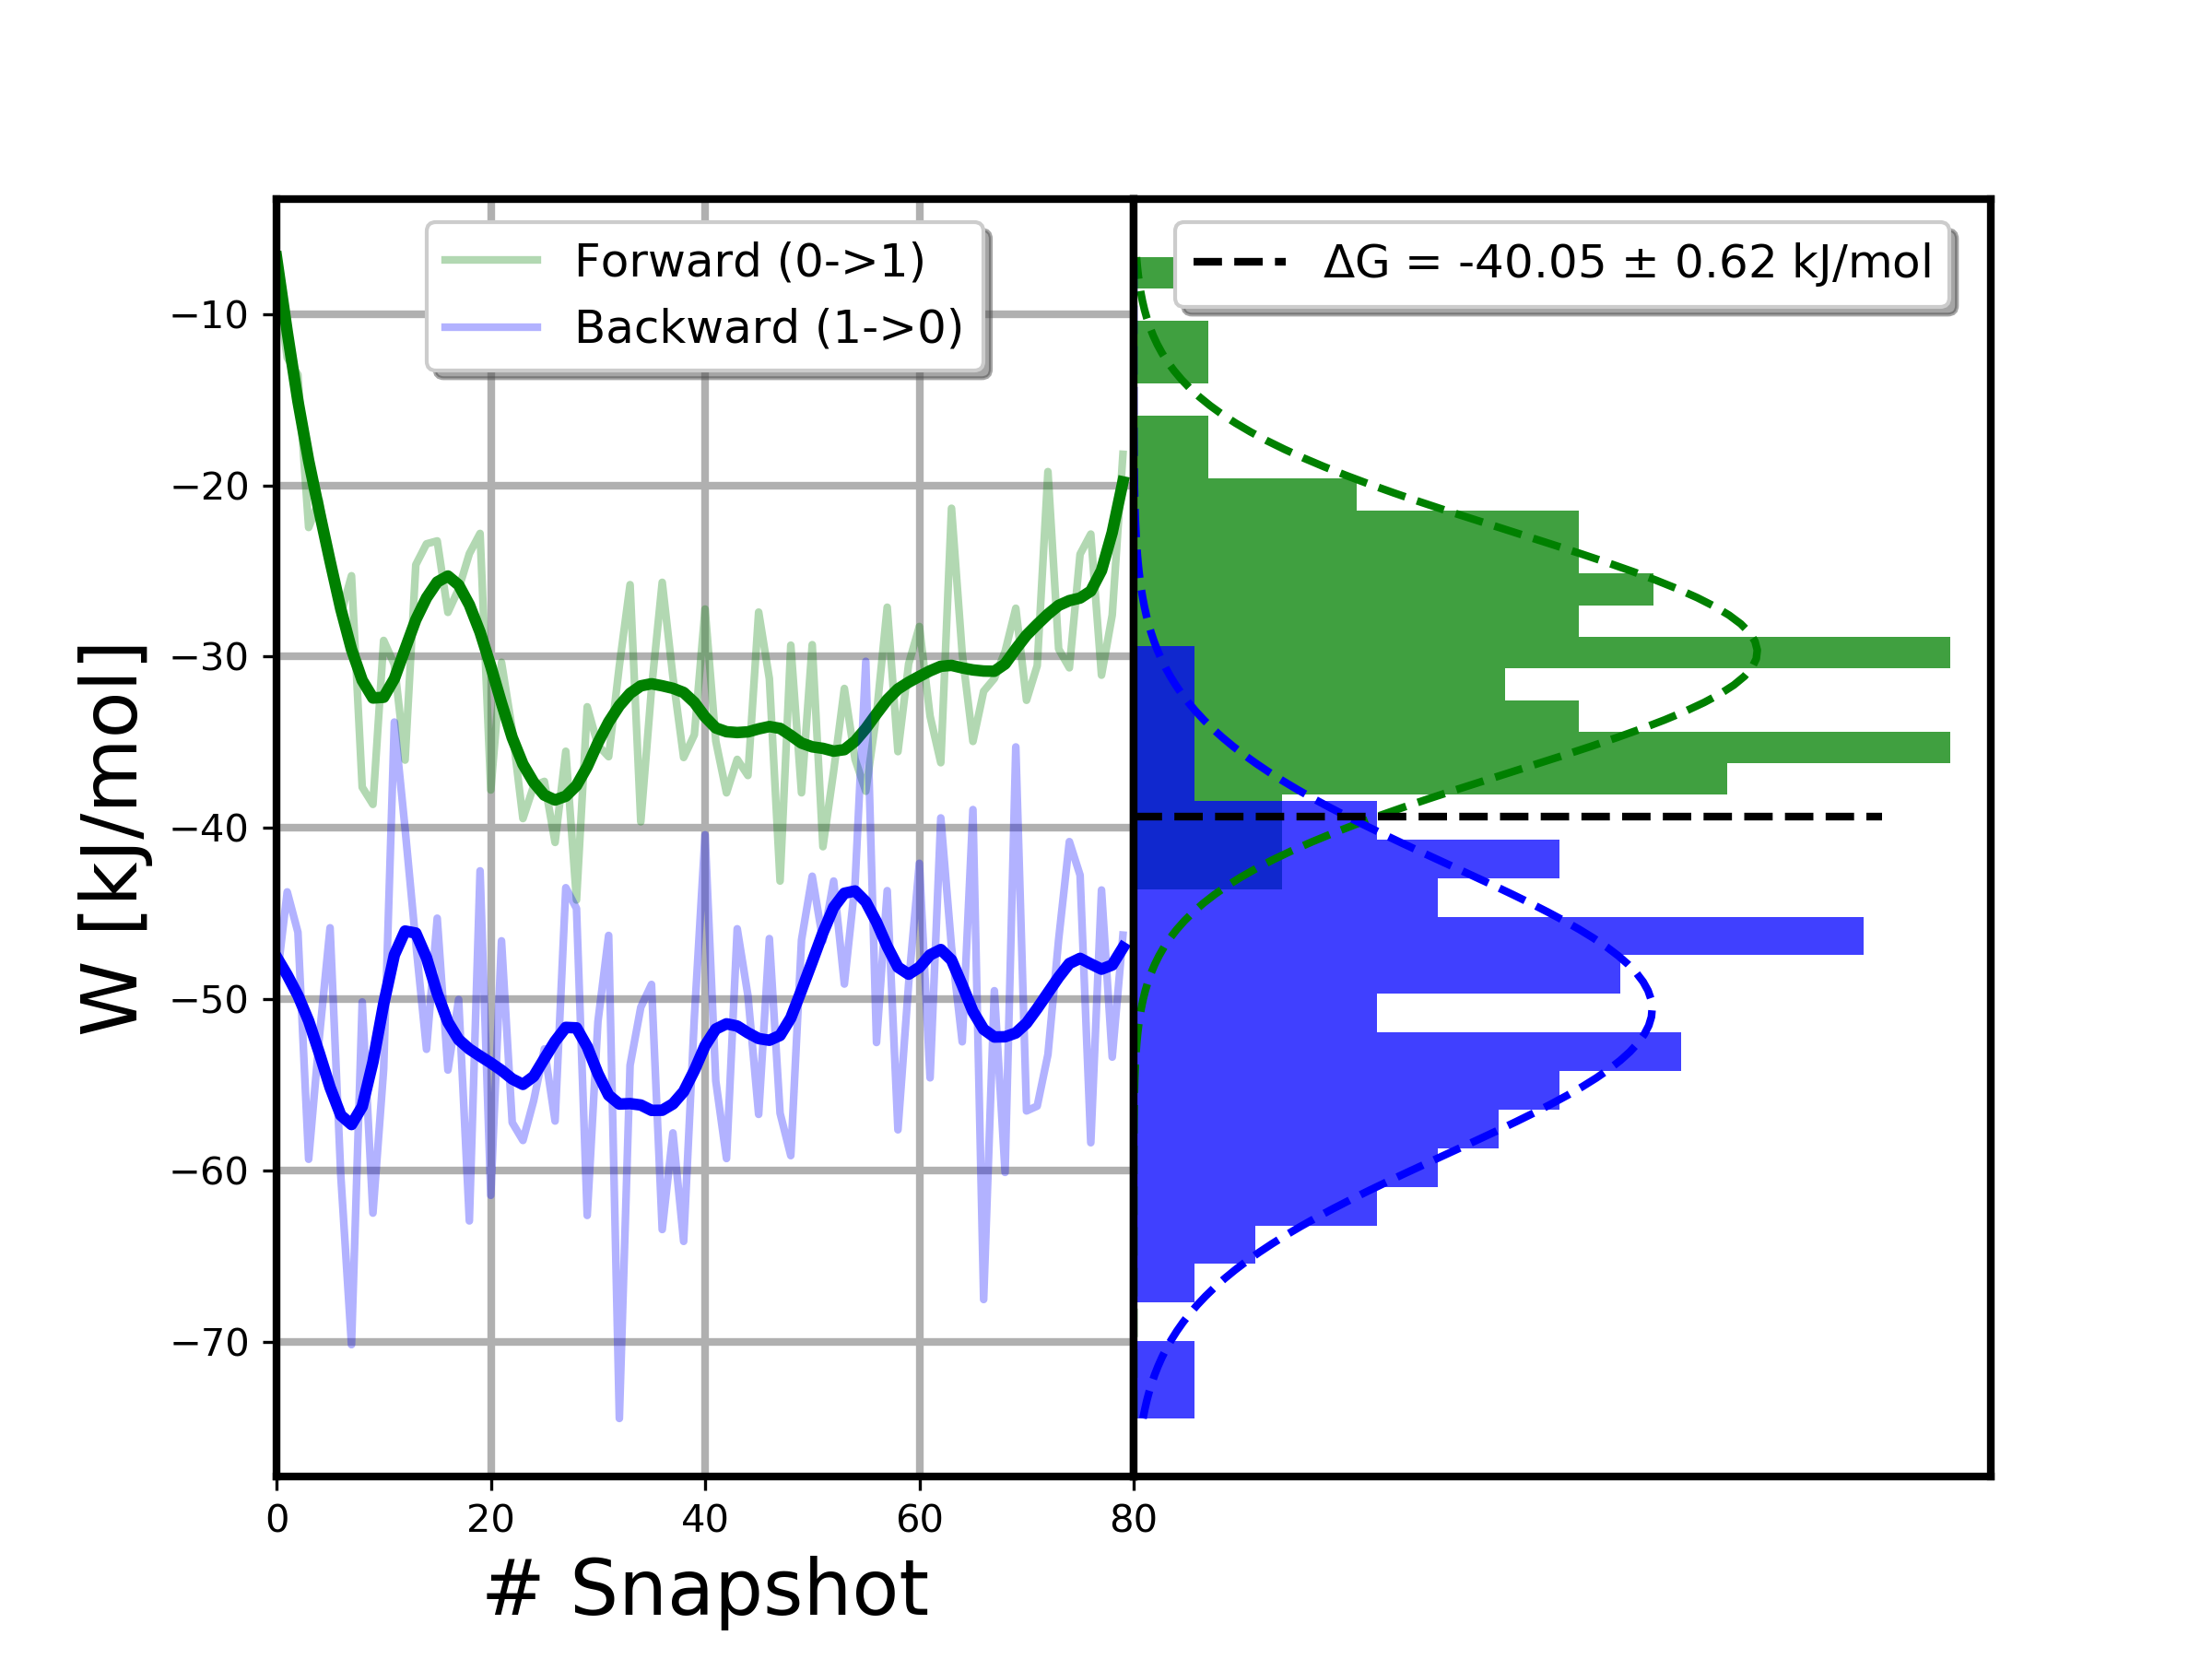 Forward (0->1)
Backward (1->0)
ΔG = -40.05 ± 0.62 kJ/mol
−10
−20
−30
−40
−50
−60
−70
W [kJ/mol]
0 20 40 60 80
# Snapshot